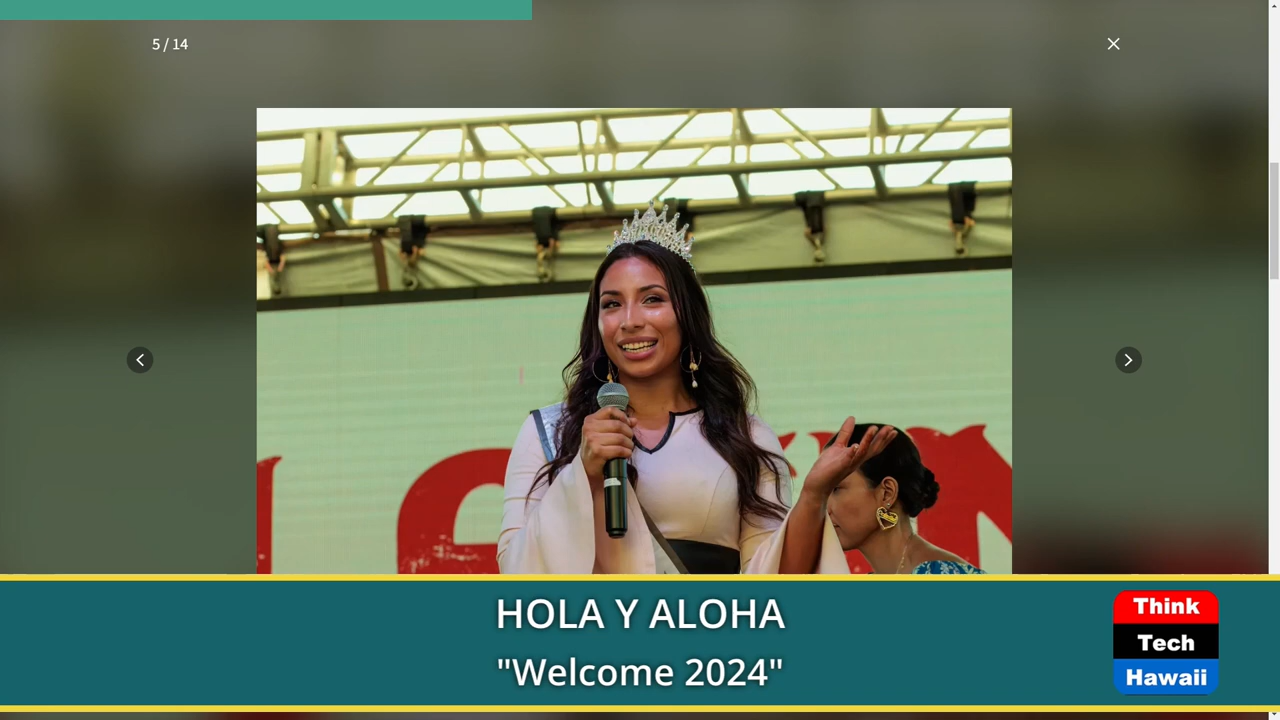 5 / 14
HOLA Y ALOHA
"Welcome 2024"
Think
Tech
Hawaii